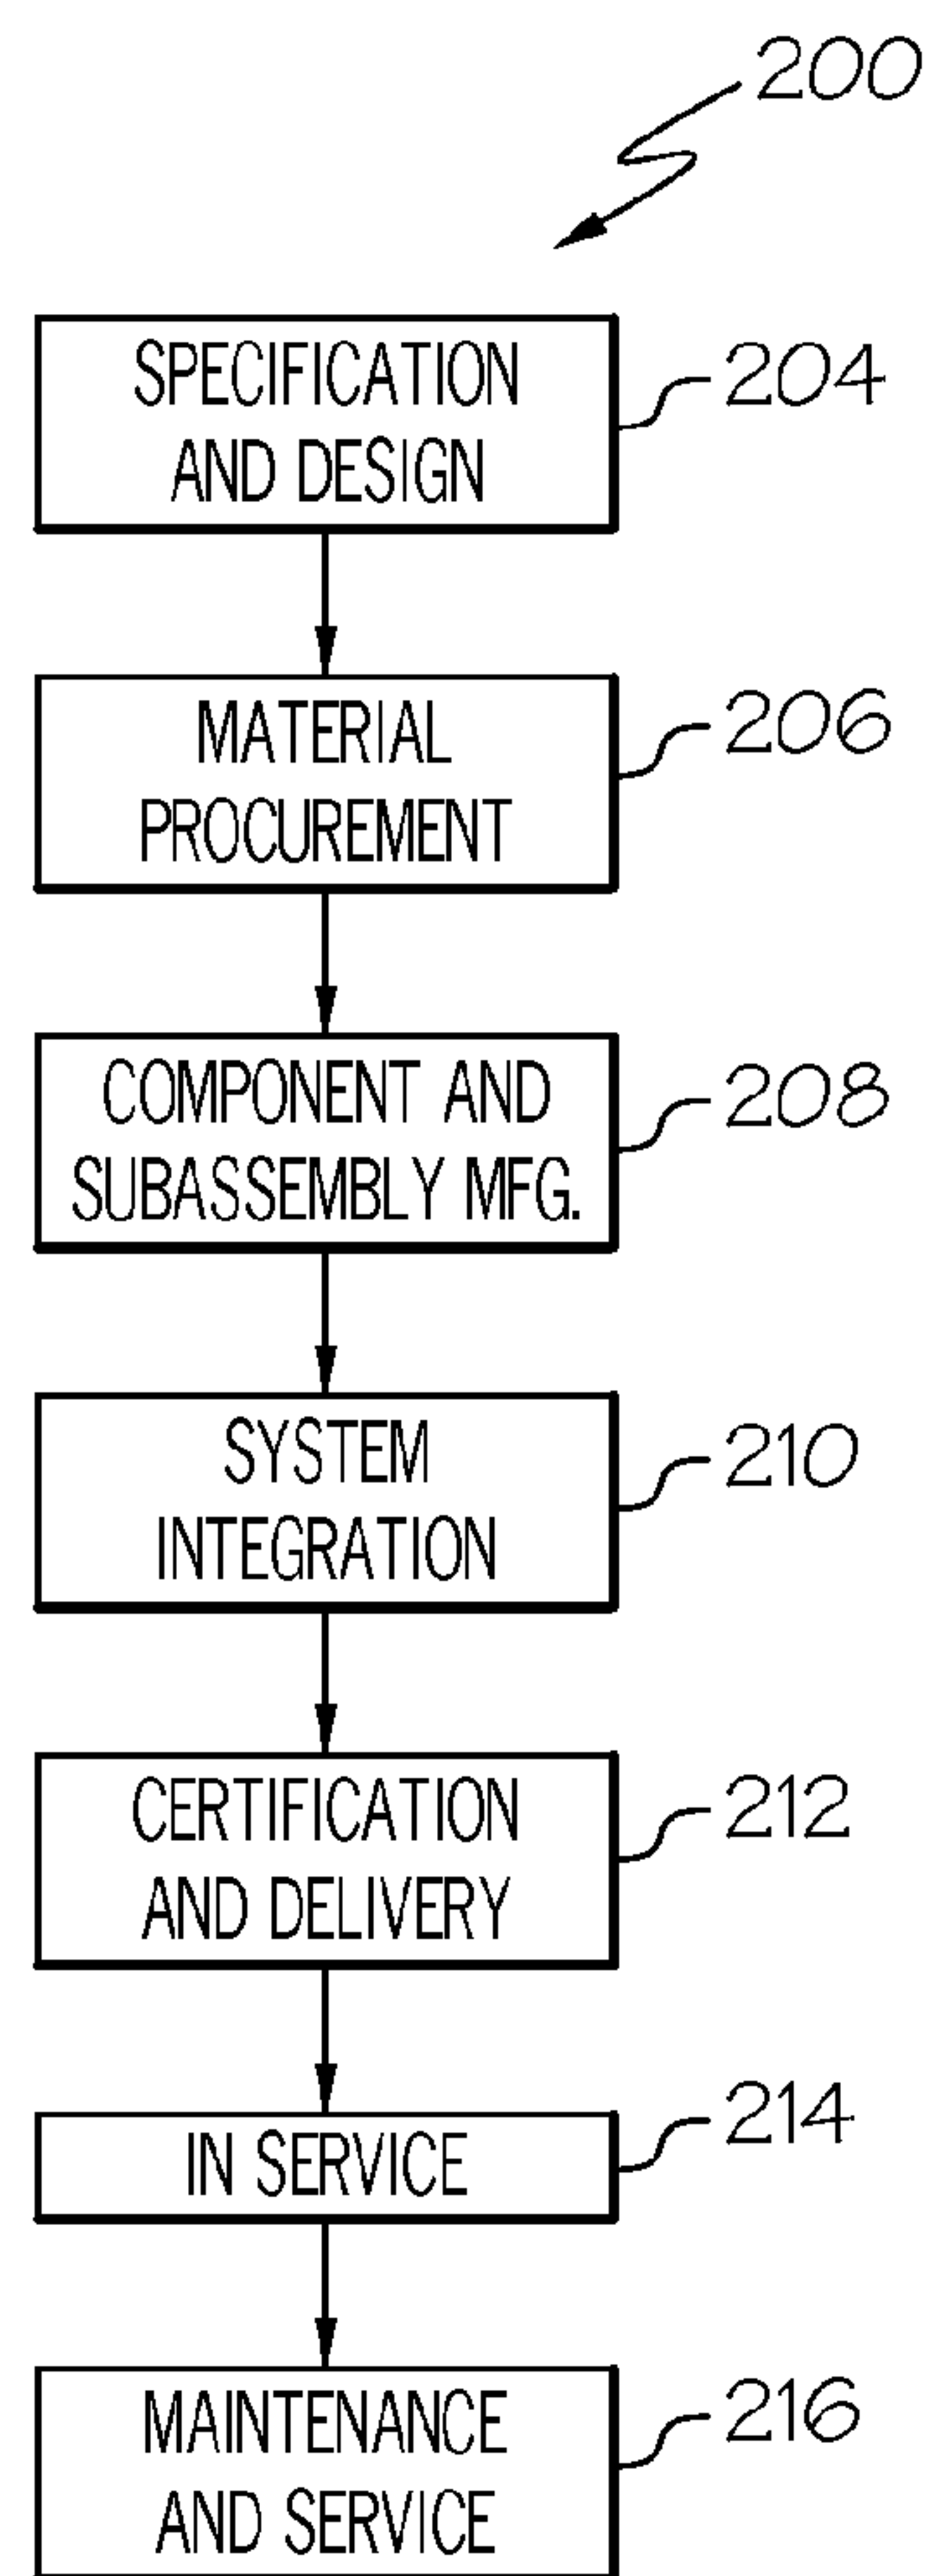 200
SPECIFICATION
AND DESIGN
204
MATERIAL
PROCUREMENT
206
COMPONENT AND
SUBASSEMBLY MFG.
208
SYSTEM
INTEGRATION
210
CERTIFICATION
AND DELIVERY
212
IN SERVICE
214
MAINTENANCE
AND SERVICE
216